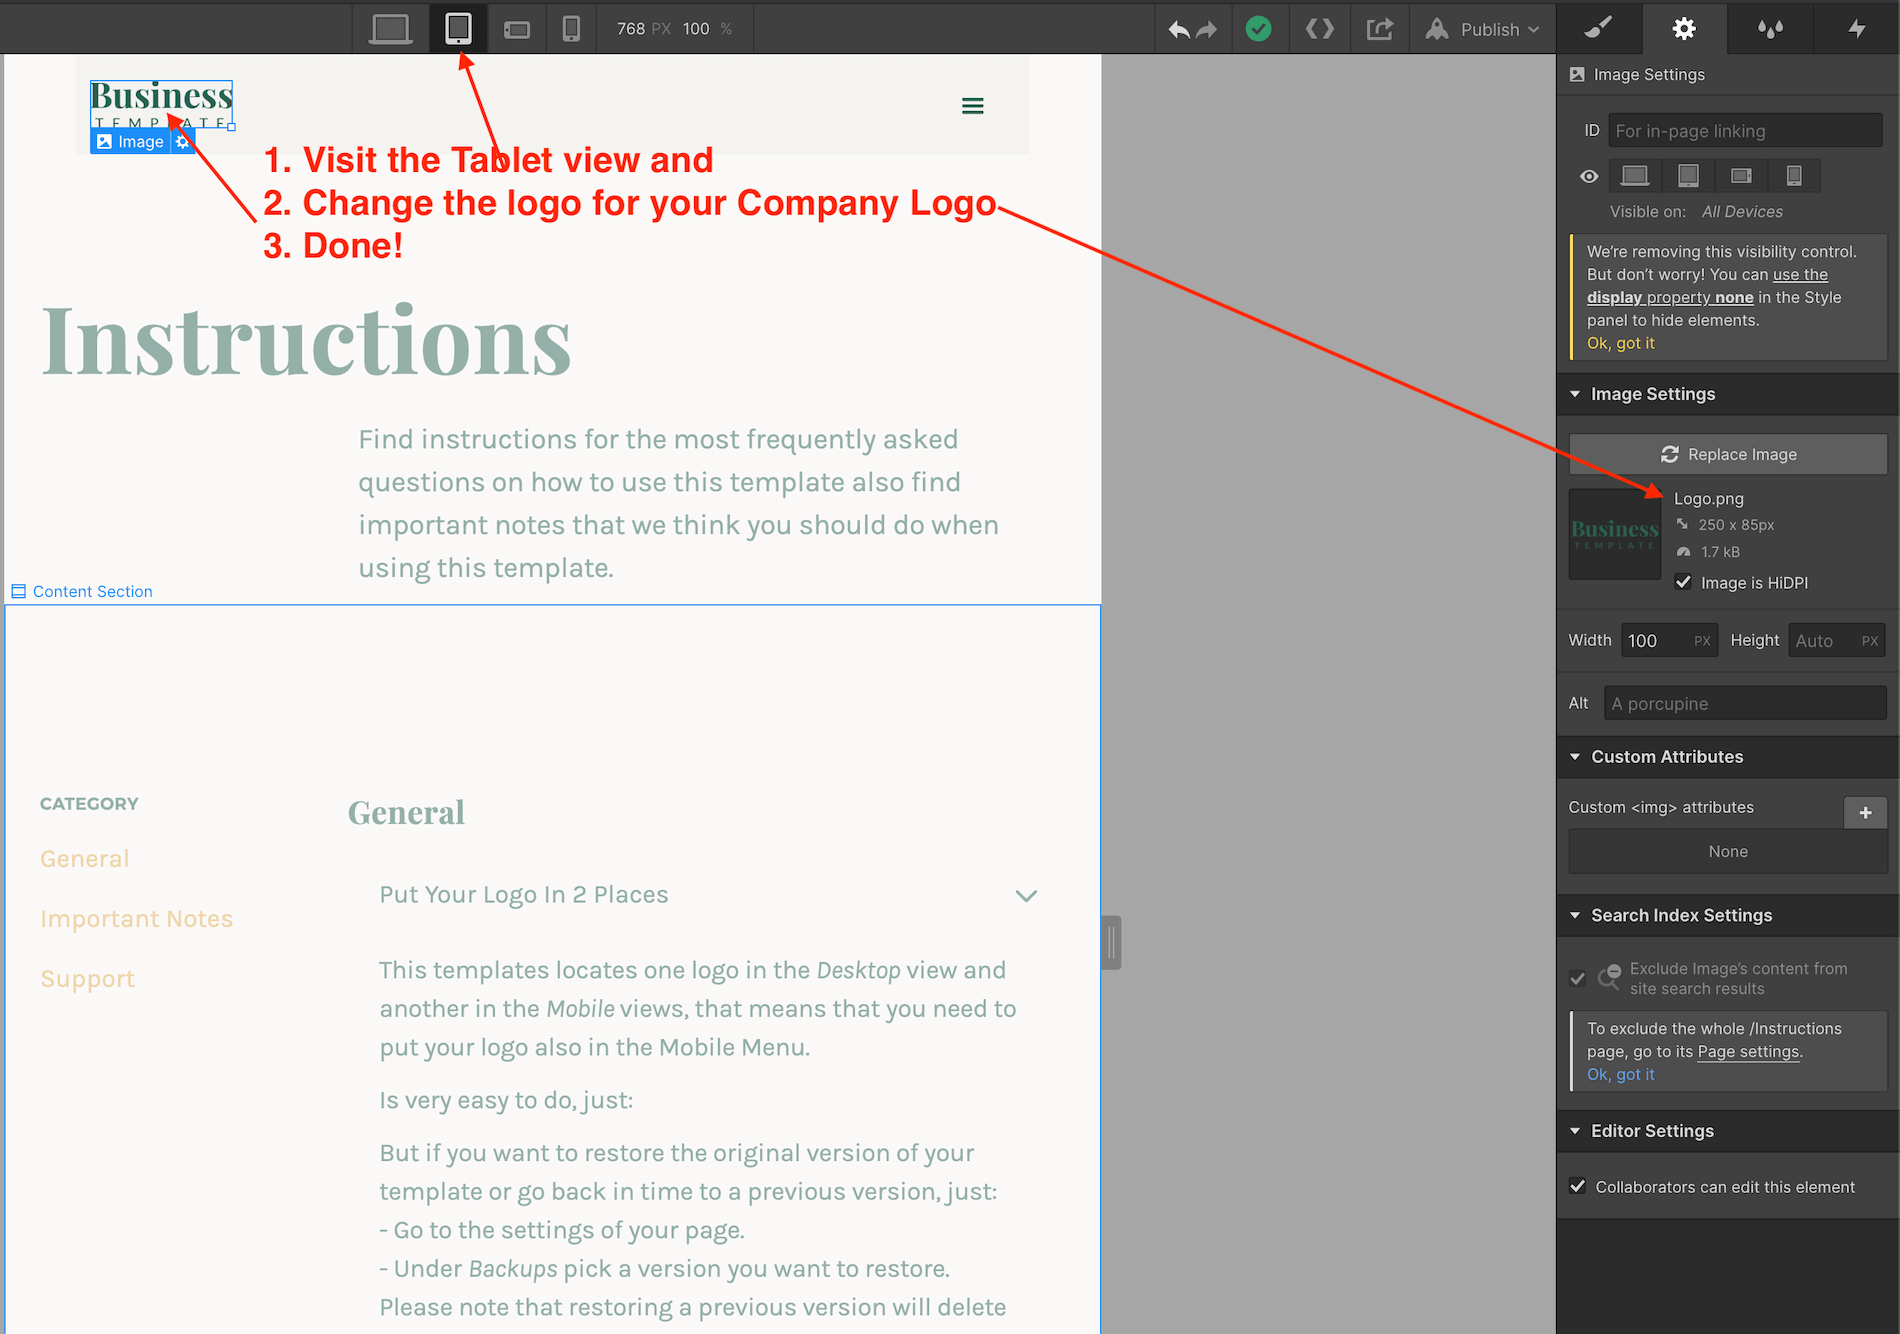 768 PX 100 %
Publish
Business
TEMPLATE
Image
1. Visit the Tablet view and
2. Change the logo for your Company Logo
3. Done!
Instructions
Find instructions for the most frequently asked
questions on how to use this template also find
important notes that we think you should do when
using this template.
Content Section
CATEGORY
General
Important Notes
Support
General
Put Your Logo In 2 Places
This templates locates one logo in the Desktop view and
another in the Mobile views, that means that you need to
put your logo also in the Mobile Menu.
Is very easy to do, just:
But if you want to restore the original version of your
template or go back in time to a previous version, just:
- Go to the settings of your page.
- Under Backups pick a version you want to restore.
Please note that restoring a previous version will delete
Image Settings
ID For in-page linking
Visible on: All Devices
We’re removing this visibility control.
But don’t worry! You can use the
display property none in the Style
panel to hide elements.
Ok, got it
Image Settings
Replace Image
Business
TEMPLATE
Logo.png
250 x 85px
1.7 kB
Image is HiDPI
Width 100 PX Height Auto PX
Alt A porcupine
Custom Attributes
Custom <img> attributes
+
None
Search Index Settings
Exclude Image’s content from
site search results
To exclude the whole /Instructions
page, go to its Page settings.
Ok, got it
Editor Settings
Collaborators can edit this element